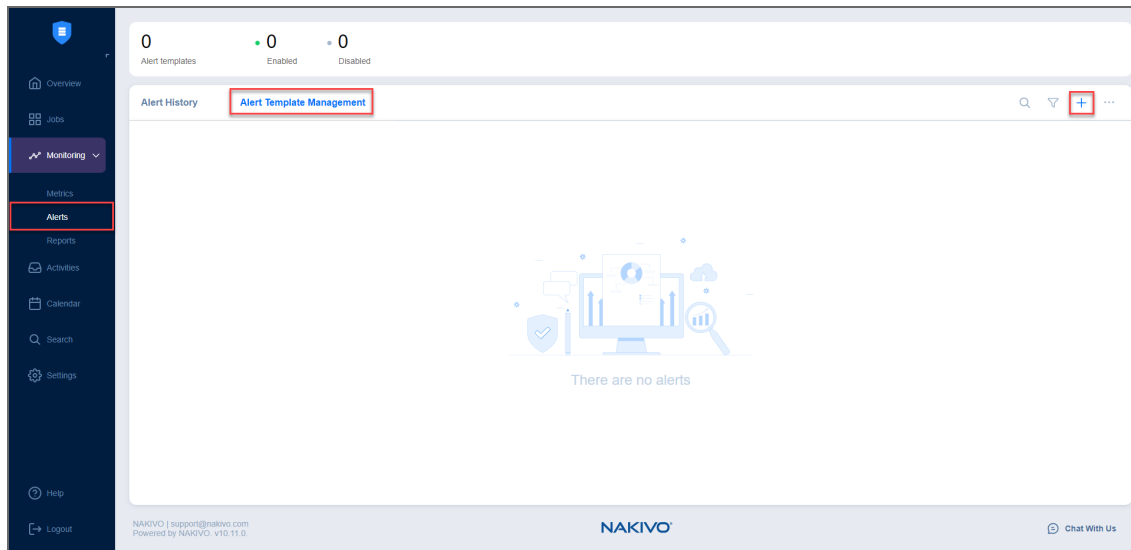 0
Alert templates
0
Enabled
0
Disabled
Overview
Jobs
Monitoring
Metrics
Alerts
Reports
Activities
Calendar
Search
Settings
Help
Logout
Alert History
Alert Template Management
There are no alerts
NAKIVO | support@nakivo.com
Powered by NAKIVO. v10.11.0.
NAKIVO
Chat With Us